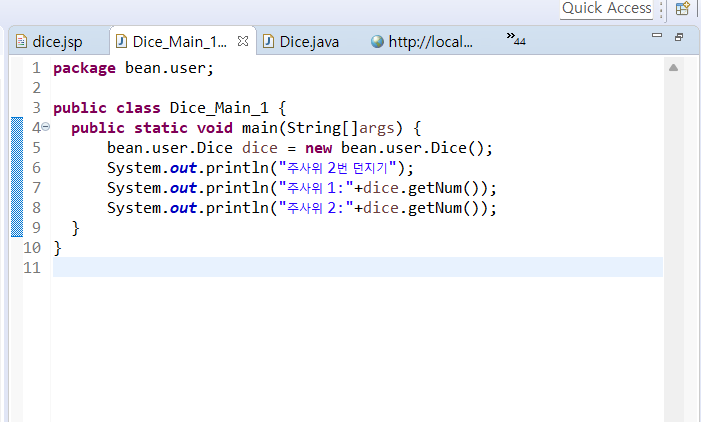 Quick Access
dice.jsp Dice_Main_1... Dice.java http://local... »44
1 package bean.user;
2
3 public class Dice_Main_1 {
4 public static void main(String[]args) {
5 bean.user.Dice dice = new bean.user.Dice();
6 System.out.println("주사위 2번 던지기");
7 System.out.println("주사위 1:"+dice.getNum());
8 System.out.println("주사위 2:"+dice.getNum());
9 }
10 }
11